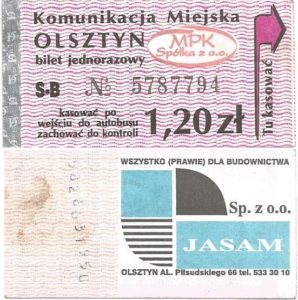 Komunikacja Miejska
OLSZTYN
bilet jednorazowy
MPK
Spółka z o.o.
S-B № 5787794
kasować po
wejściu do autobusu
zachować do kontroli
1,20 zł
Tu kasować
WSZYSTKO (PRAWIE) DLA BUDOWNICTWA
Sp. z o.o.
JASAM
OLSZTYN AL. Piłsudskiego 66 tel. 533 30 10